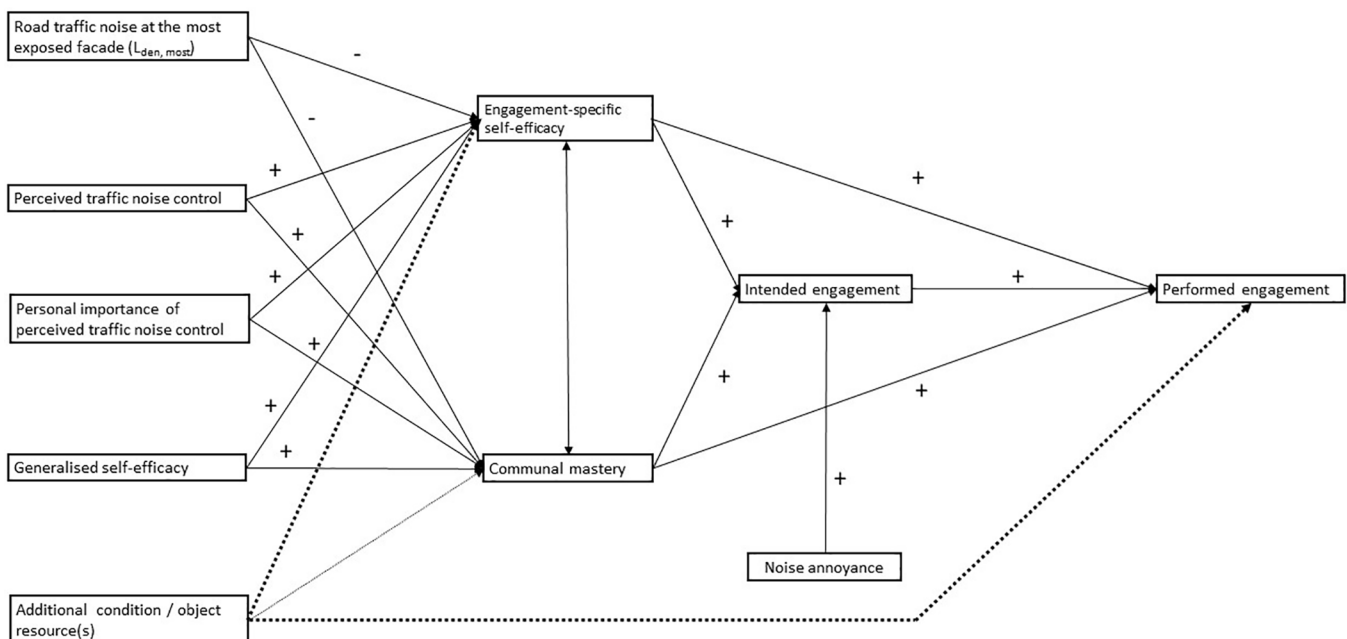 Road traffic noise at the most
exposed facade (Lden, most)
-
-
Engagement-specific
self-efficacy
+
+
Perceived traffic noise control
+
+
+
Personal importance of
perceived traffic noise control
Intended engagement
+
Performed engagement
+
+
+
+
+
Generalised self-efficacy
Communal mastery
+
Noise annoyance
Additional condition / object
resource(s)